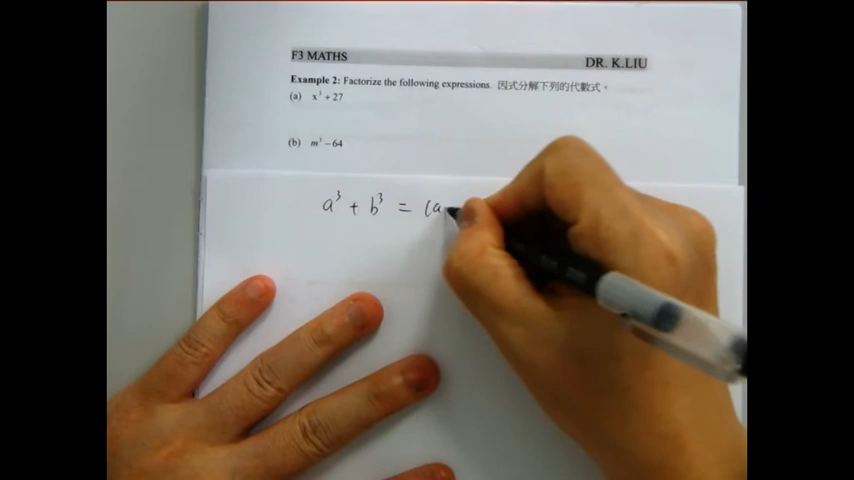 F3 MATHS DR. K.LIU
Example 2: Factorize the following expressions. 因式分解下列的代數式。
(a) x³ + 27
(b) m³ – 64
a³ + b³ = (a